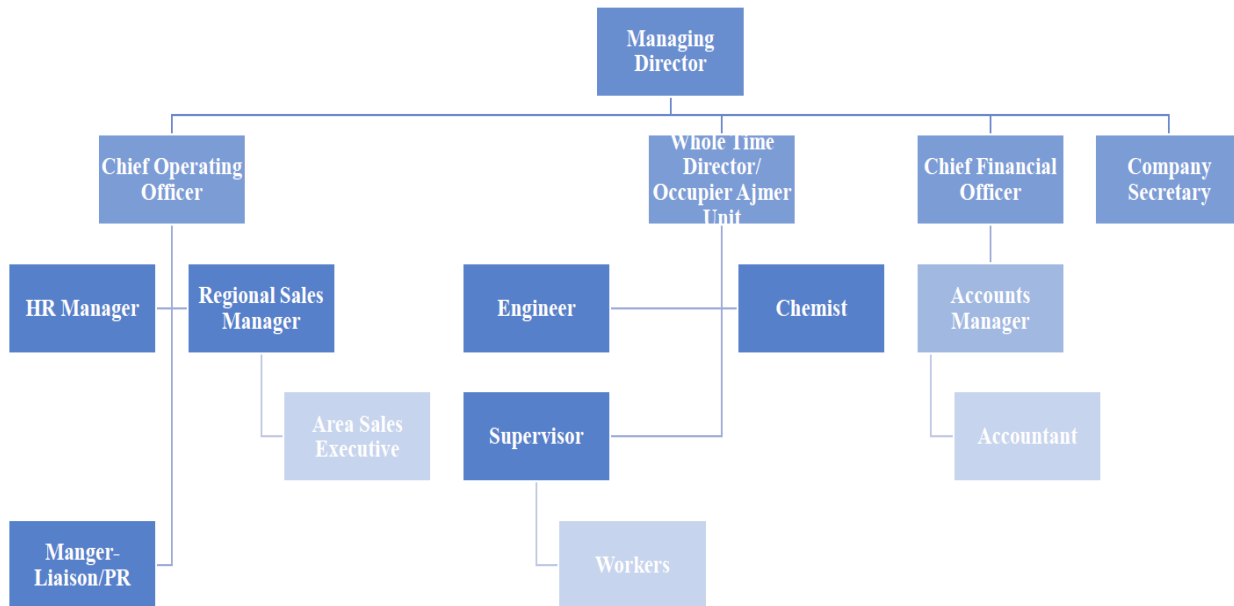 Managing
Director
Chief Operating
Officer
Whole Time
Director/
Occupier Ajmer
Unit
Chief Financial
Officer
Company
Secretary
HR Manager
Regional Sales
Manager
Engineer
Chemist
Accounts
Manager
Area Sales
Executive
Supervisor
Accountant
Manger-
Liaison/PR
Workers